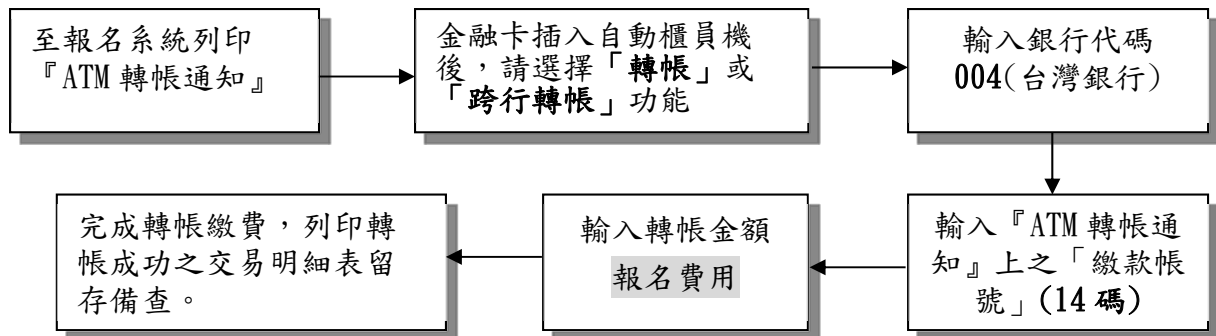 至報名系統列印
『ATM 轉帳通知』
金融卡插入自動櫃員機
後，請選擇「轉帳」或
「跨行轉帳」功能
輸入銀行代碼
004(台灣銀行)
輸入『ATM 轉帳通
知』上之「繳款帳
號」(14 碼)
輸入轉帳金額
報名費用
完成轉帳繳費，列印轉
帳成功之交易明細表留
存備查。